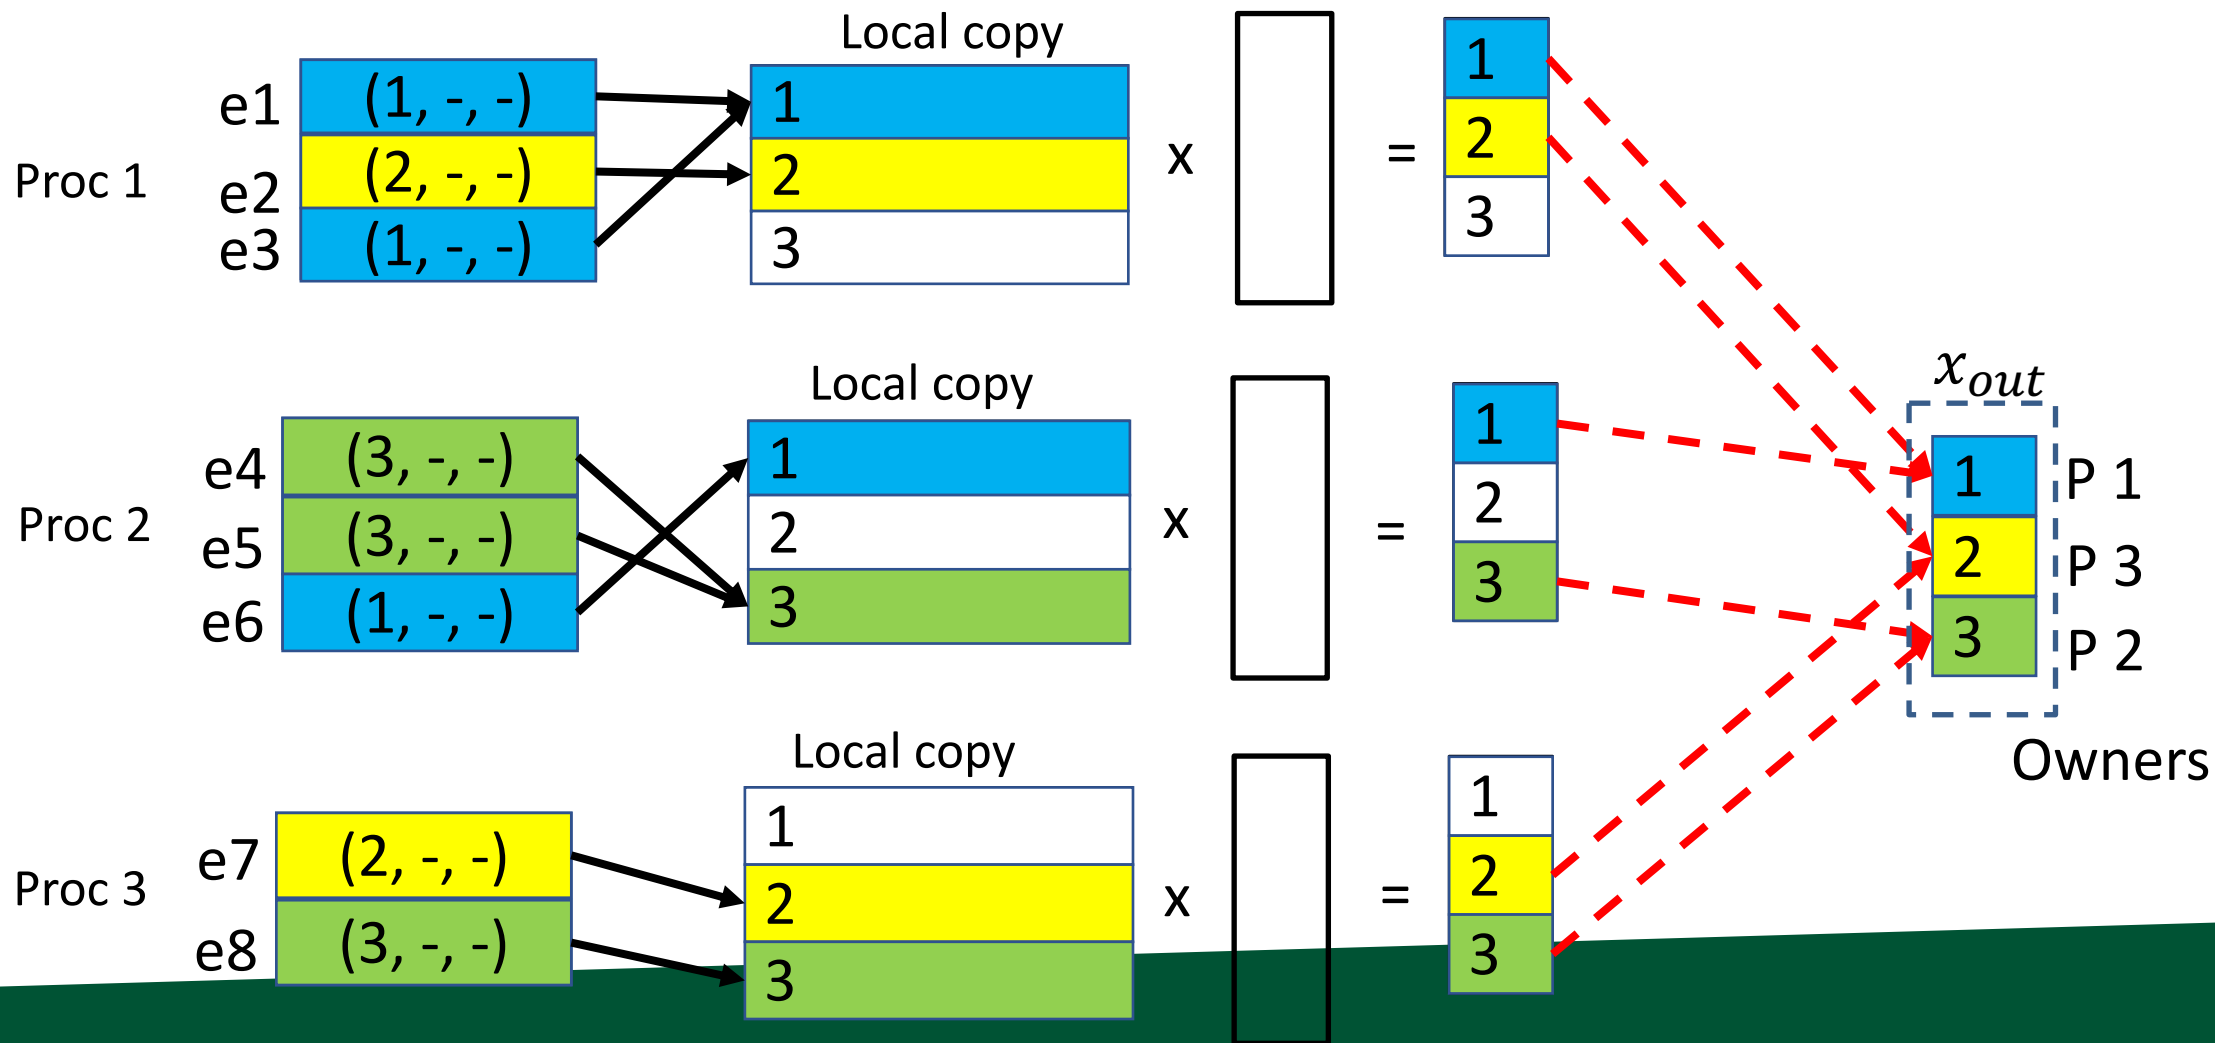 Local copy
Proc 1
e1 (1, -, -)
e2 (2, -, -)
e3 (1, -, -)
1
2
3
x
=
1
2
3
Local copy
Proc 2
e4 (3, -, -)
e5 (3, -, -)
e6 (1, -, -)
1
2
3
x
=
1
2
3
Local copy
Proc 3
e7 (2, -, -)
e8 (3, -, -)
1
2
3
x
=
1
2
3
x_out
1 P 1
2 P 3
3 P 2
Owners